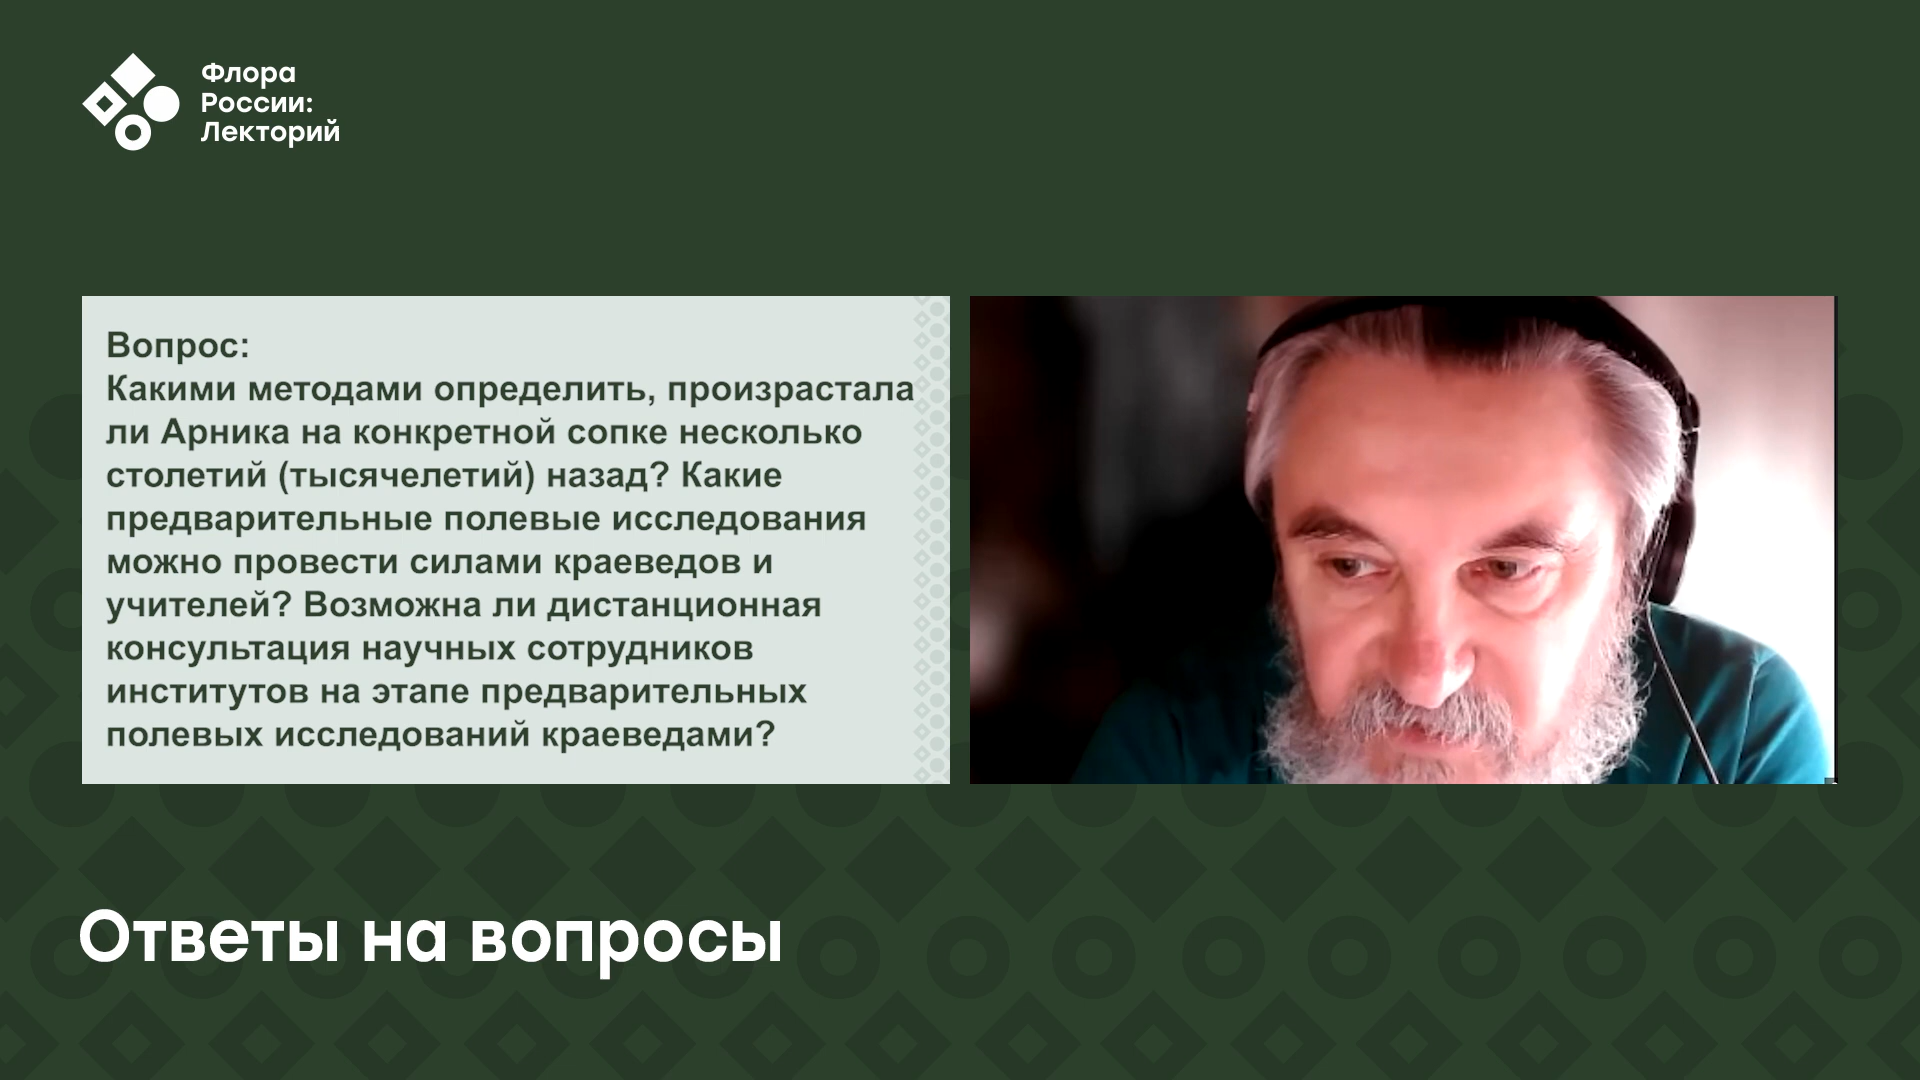 Флора
России:
Лекторий
Вопрос:
Какими методами определить, произрастала
ли Арника на конкретной сопке несколько
столетий (тысячелетий) назад? Какие
предварительные полевые исследования
можно провести силами краеведов и
учителей? Возможна ли дистанционная
консультация научных сотрудников
институтов на этапе предварительных
полевых исследований краеведами?
Ответы на вопросы